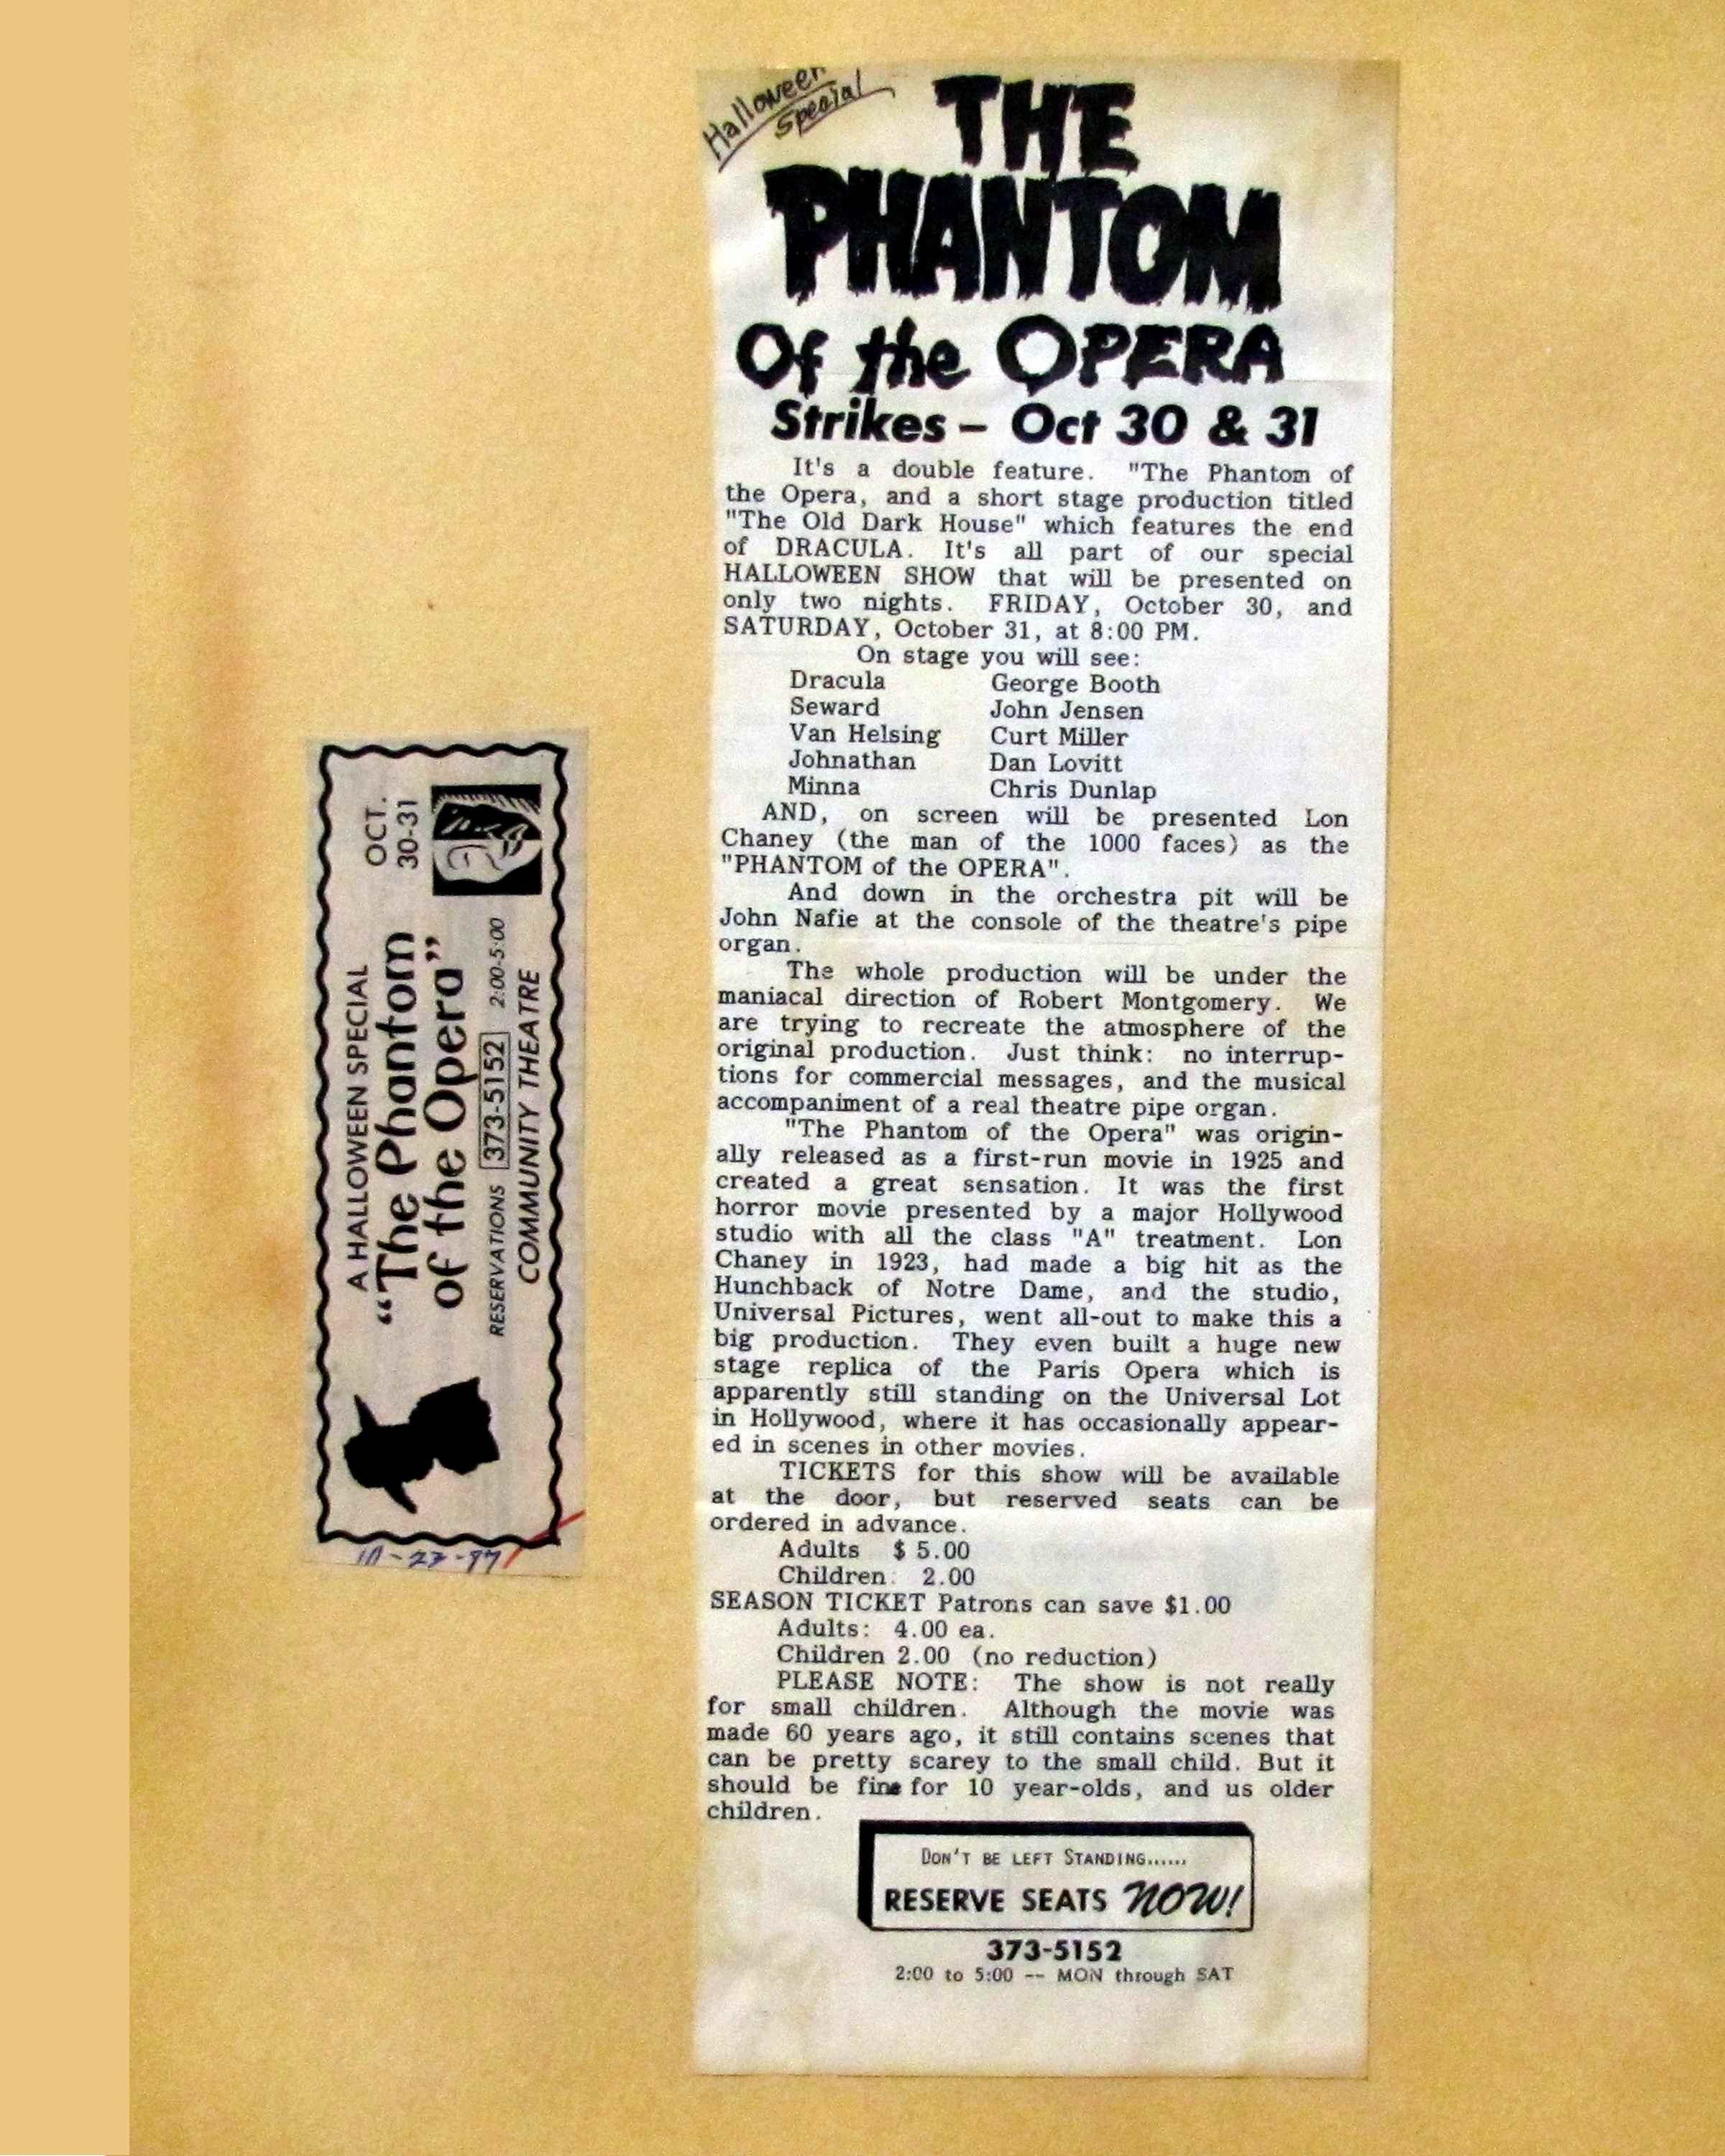 Halloween
Special
THE
PHANTOM
Of the OPERA
Strikes – Oct 30 & 31
It's a double feature. "The Phantom of
the Opera, and a short stage production titled
"The Old Dark House" which features the end
of DRACULA. It's all part of our special
HALLOWEEN SHOW that will be presented on
only two nights. FRIDAY, October 30, and
SATURDAY, October 31, at 8:00 PM.
On stage you will see:
Dracula George Booth
Seward John Jensen
Van Helsing Curt Miller
Johnathan Dan Lovitt
Minna Chris Dunlap
AND, on screen will be presented Lon
Chaney (the man of the 1000 faces) as the
"PHANTOM of the OPERA".
And down in the orchestra pit will be
John Nafie at the console of the theatre's pipe
organ.
The whole production will be under the
maniacal direction of Robert Montgomery. We
are trying to recreate the atmosphere of the
original production. Just think: no interrup-
tions for commercial messages, and the musical
accompaniment of a real theatre pipe organ.
"The Phantom of the Opera" was origin-
ally released as a first-run movie in 1925 and
created a great sensation. It was the first
horror movie presented by a major Hollywood
studio with all the class "A" treatment. Lon
Chaney in 1923, had made a big hit as the
Hunchback of Notre Dame, and the studio,
Universal Pictures, went all-out to make this a
big production. They even built a huge new
stage replica of the Paris Opera which is
apparently still standing on the Universal Lot
in Hollywood, where it has occasionally appear-
ed in scenes in other movies.
TICKETS for this show will be available
at the door, but reserved seats can be
ordered in advance.
Adults $ 5.00
Children: 2.00
SEASON TICKET Patrons can save $1.00
Adults: 4.00 ea.
Children 2.00 (no reduction)
PLEASE NOTE: The show is not really
for small children. Although the movie was
made 60 years ago, it still contains scenes that
can be pretty scarey to the small child. But it
should be fine for 10 year-olds, and us older
children.
DON'T BE LEFT STANDING......
RESERVE SEATS NOW!
373-5152
2:00 to 5:00 -- MON through SAT
A HALLOWEEN SPECIAL
"The Phantom
of the Opera"
OCT.
30-31
RESERVATIONS 373-5152 2:00-5:00
COMMUNITY THEATRE